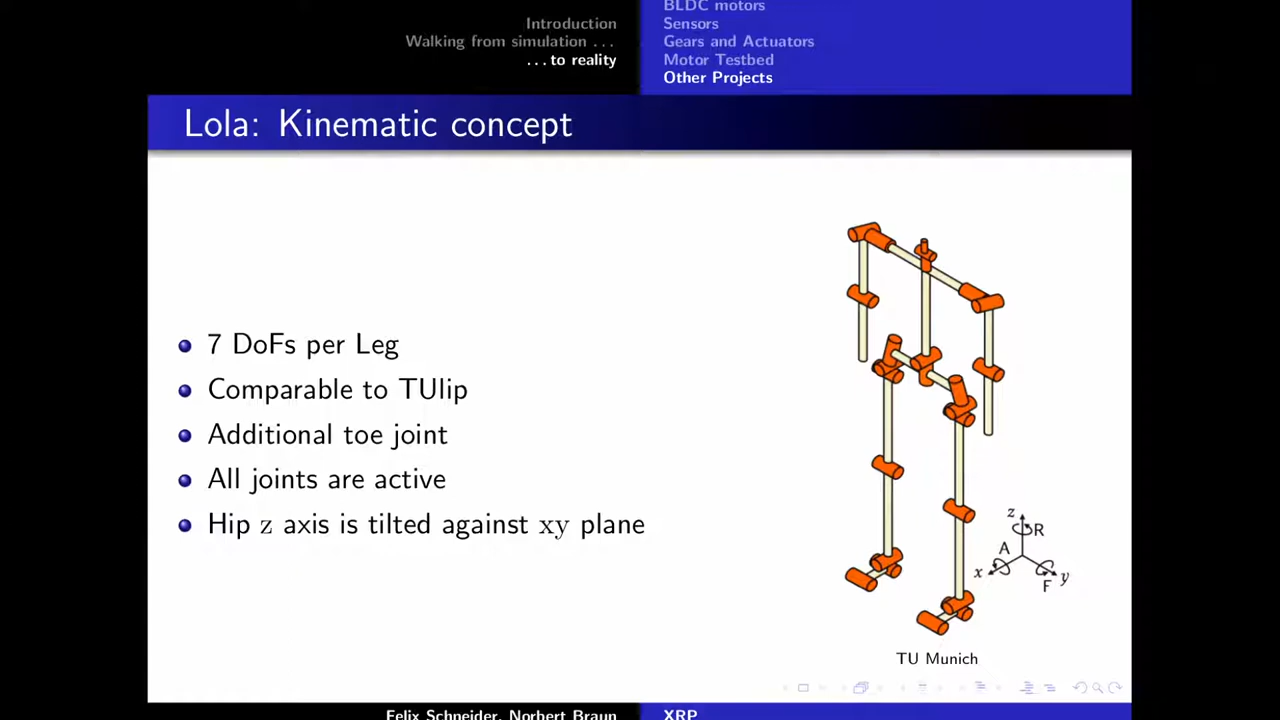 Introduction
Walking from simulation ...
... to reality
BLDC motors
Sensors
Gears and Actuators
Motor Testbed
Other Projects
Lola: Kinematic concept
7 DoFs per Leg
Comparable to TUlip
Additional toe joint
All joints are active
Hip z axis is tilted against xy plane
z
R
A
x
F
y
TU Munich
Felix Schneider, Norbert Braun
XRP